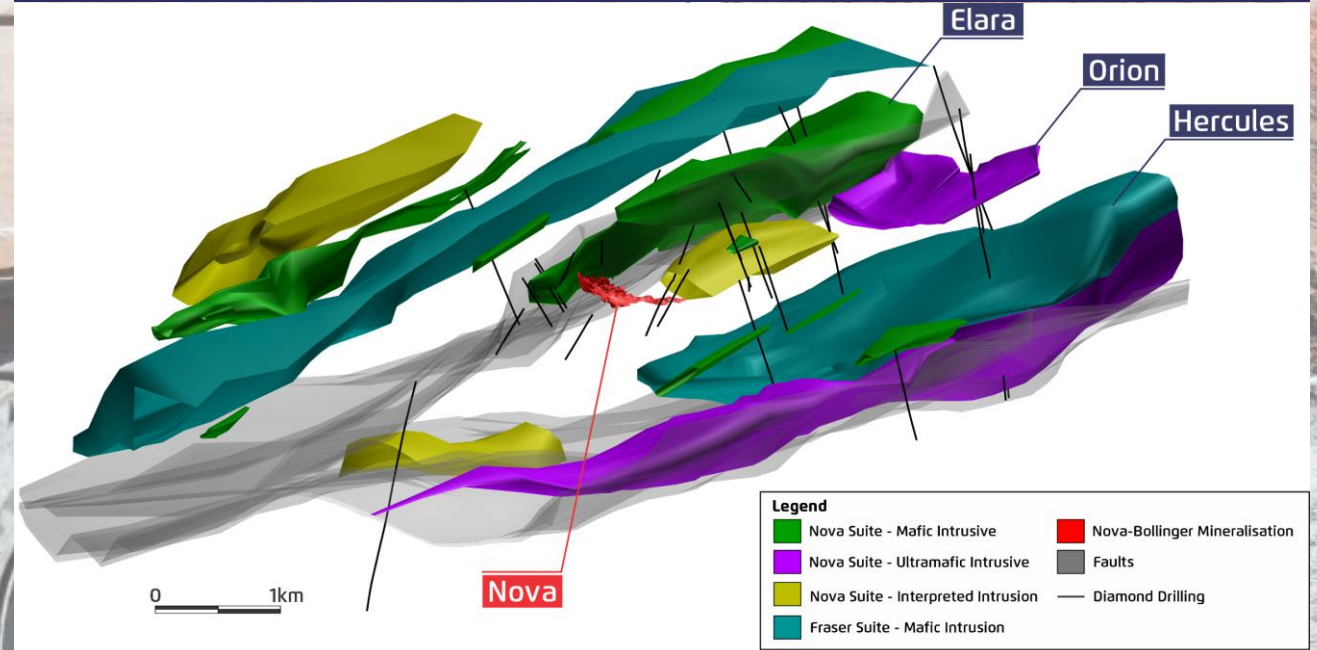 Elara
Orion
Hercules
Nova
0 1km
Legend
Nova Suite - Mafic Intrusive
Nova Suite - Ultramafic Intrusive
Nova Suite - Interpreted Intrusion
Fraser Suite - Mafic Intrusion
Nova-Bollinger Mineralisation
Faults
Diamond Drilling